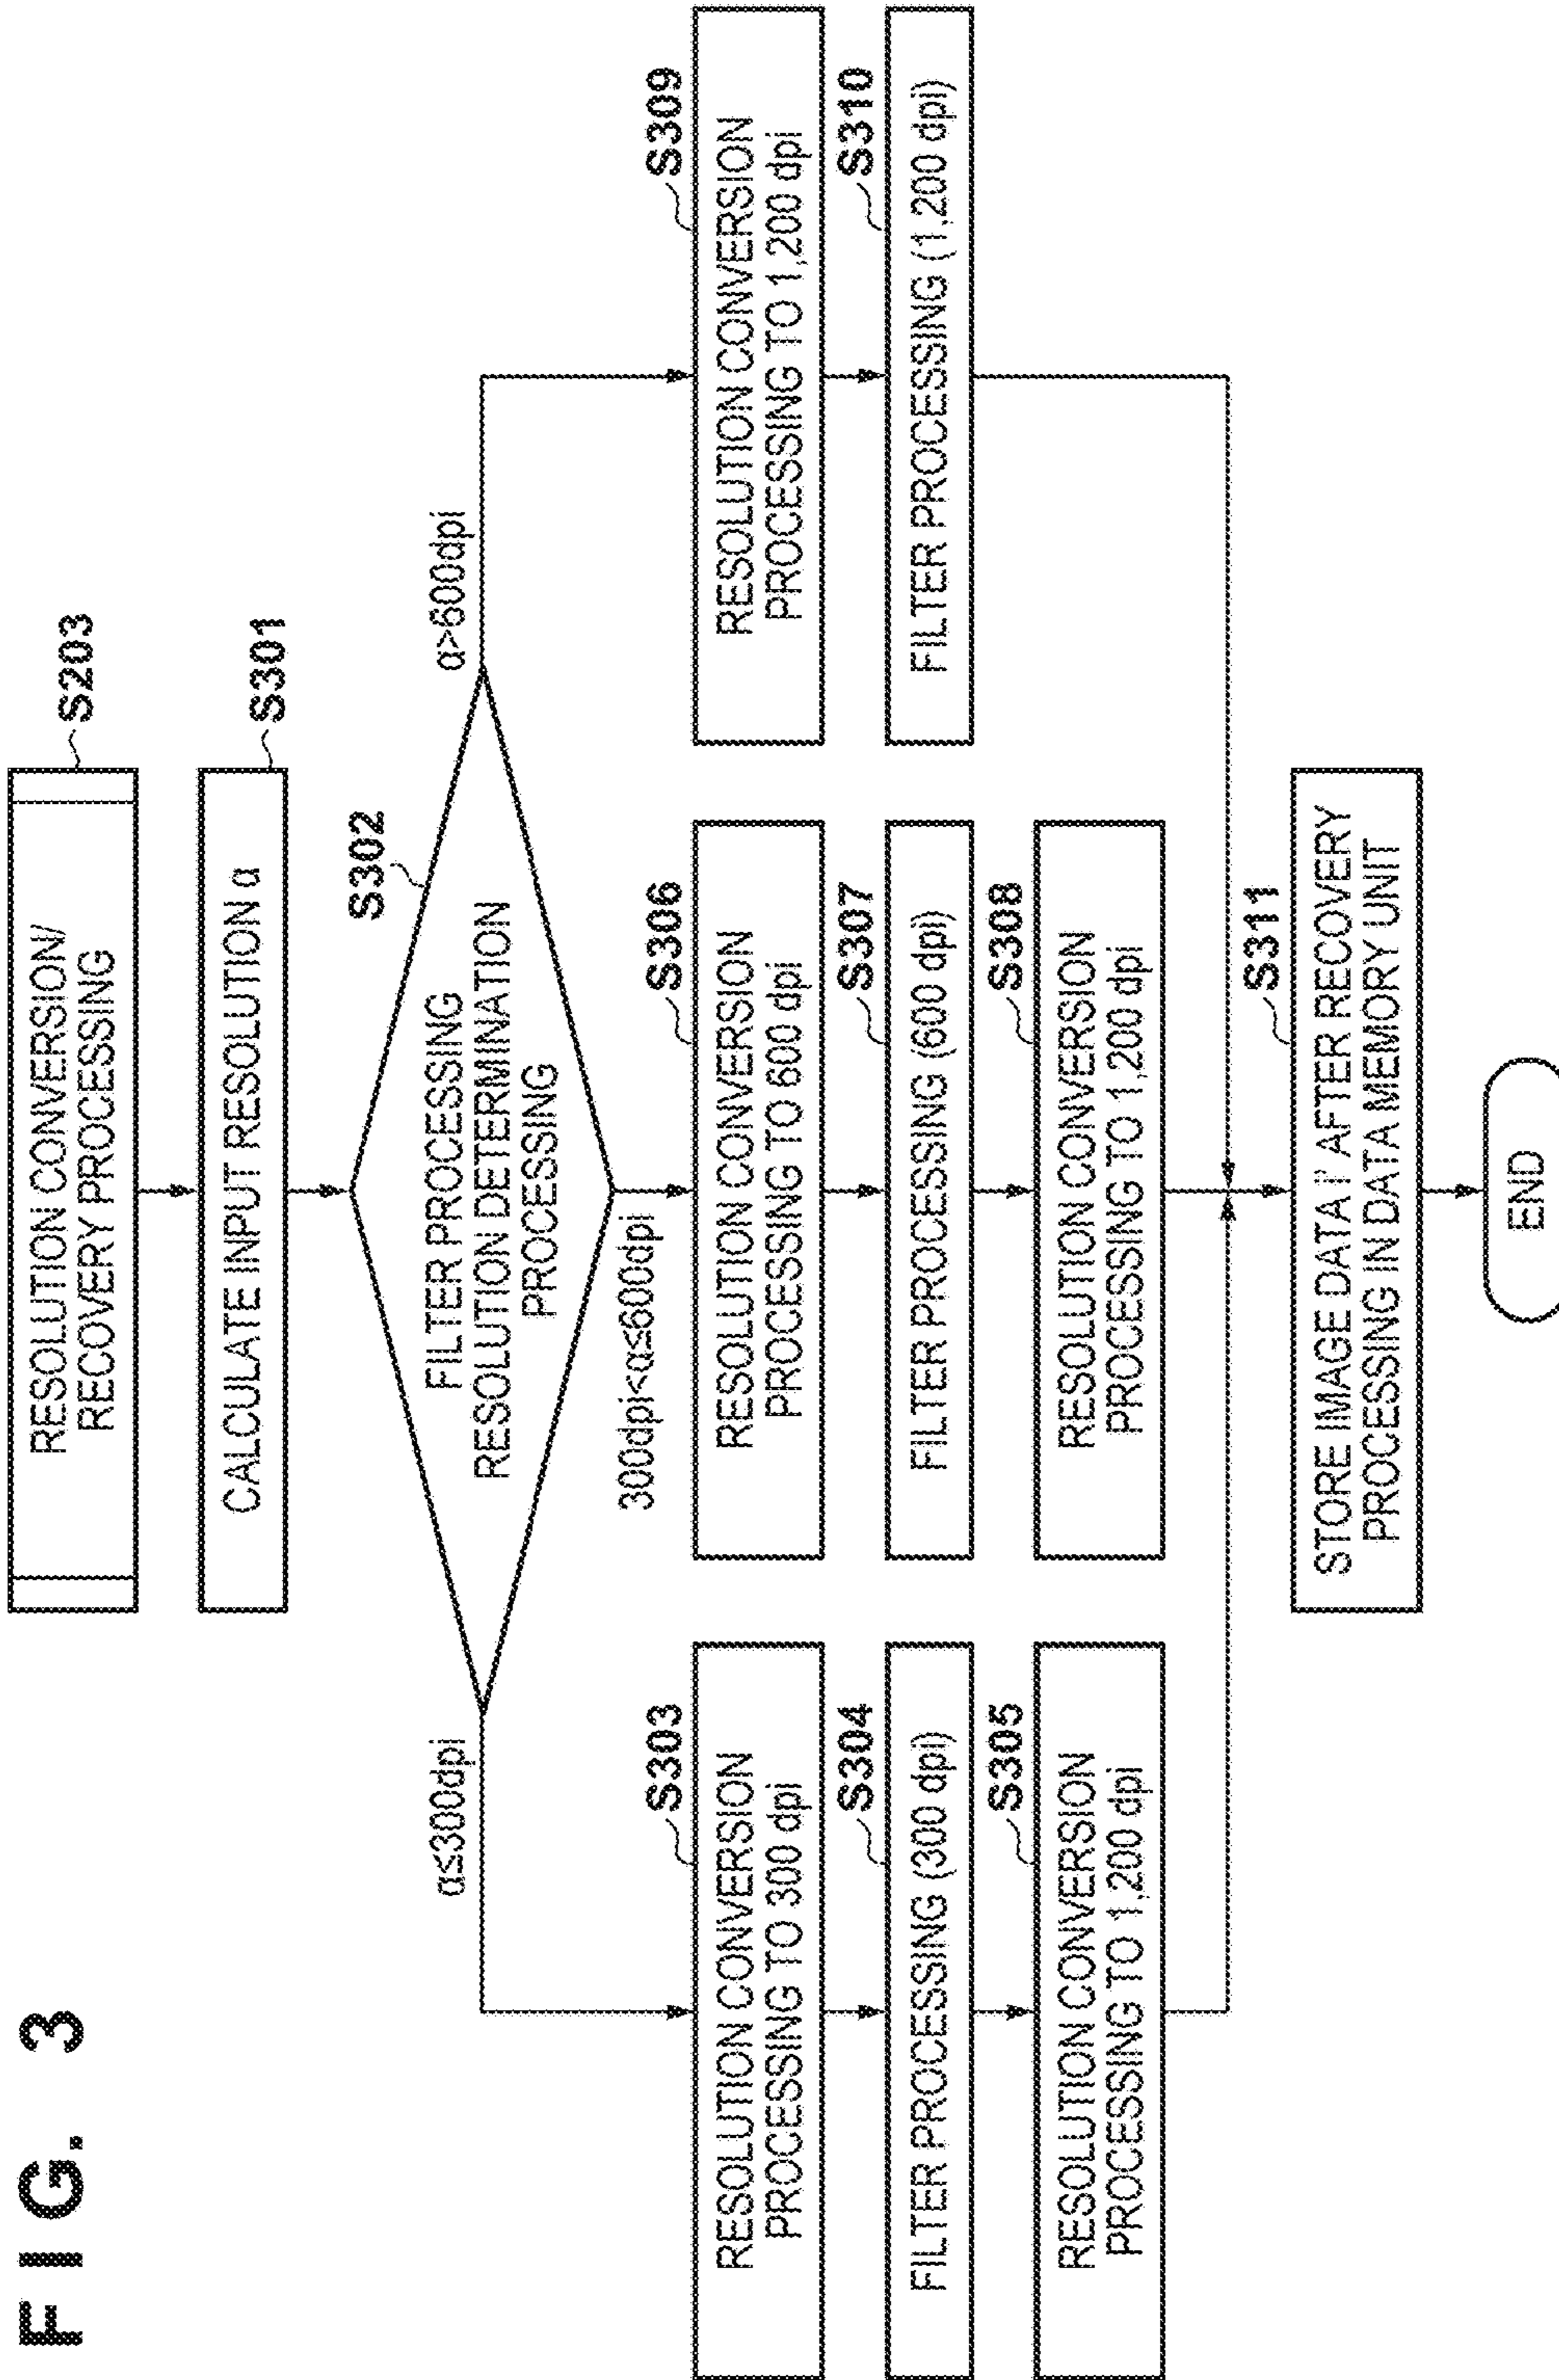 FIG. 3
RESOLUTION CONVERSION/
RECOVERY PROCESSING
S203
CALCULATE INPUT RESOLUTION α
S301
S302
FILTER PROCESSING
RESOLUTION DETERMINATION
PROCESSING
α≤300dpi
300dpi<α≤600dpi
α>600dpi
S303
RESOLUTION CONVERSION
PROCESSING TO 300 dpi
S304
FILTER PROCESSING (300 dpi)
S305
RESOLUTION CONVERSION
PROCESSING TO 1,200 dpi
S306
RESOLUTION CONVERSION
PROCESSING TO 600 dpi
S307
FILTER PROCESSING (600 dpi)
S308
RESOLUTION CONVERSION
PROCESSING TO 1,200 dpi
S309
RESOLUTION CONVERSION
PROCESSING TO 1,200 dpi
S310
FILTER PROCESSING (1,200 dpi)
S311
STORE IMAGE DATA I' AFTER RECOVERY
PROCESSING IN DATA MEMORY UNIT
END